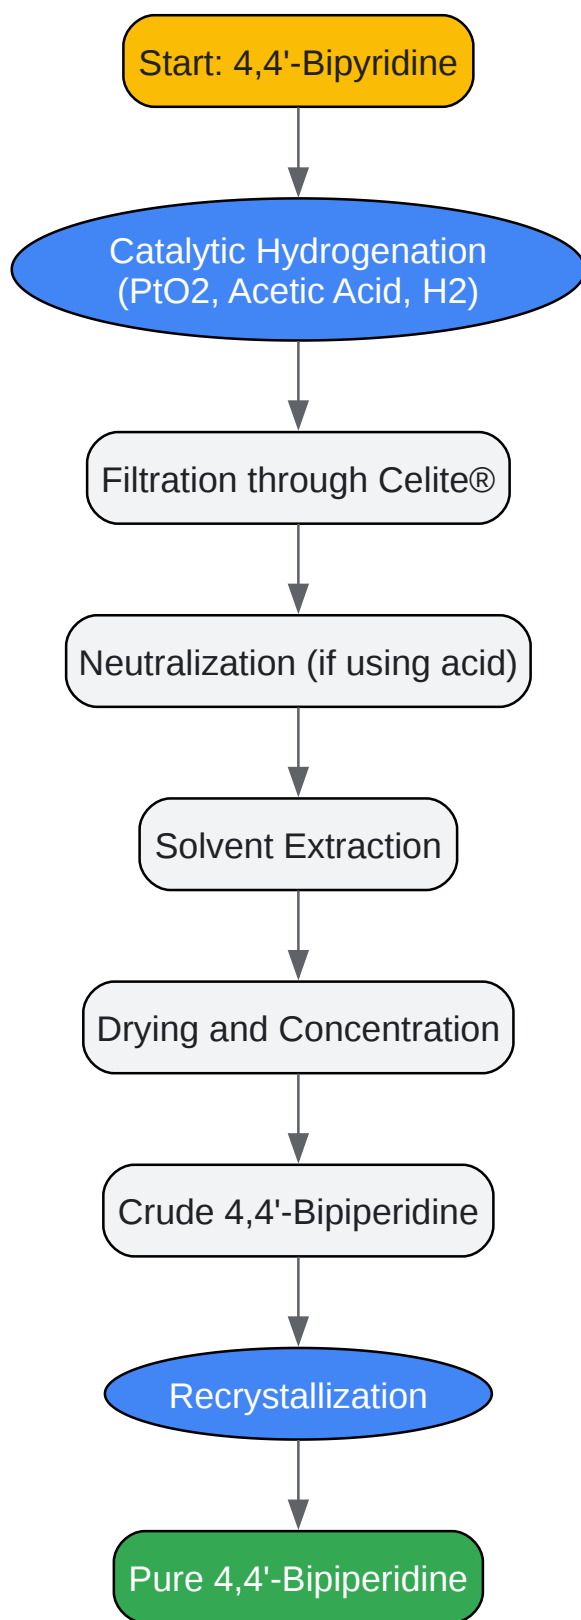 Start: 4,4'-Bipyridine
Catalytic Hydrogenation
(PtO2, Acetic Acid, H2)
Filtration through Celite®
Neutralization (if using acid)
Solvent Extraction
Drying and Concentration
Crude 4,4'-Bipiperidine
Recrystallization
Pure 4,4'-Bipiperidine